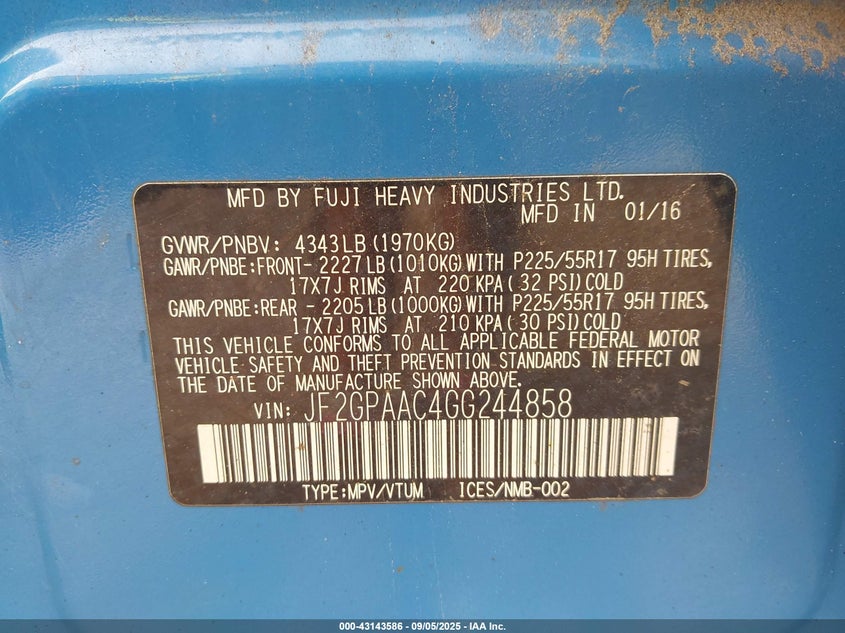 MFD BY FUJI HEAVY INDUSTRIES LTD.
MFD IN 01/16
GVWR/PNBV: 4343LB (1970KG)
GAWR/PNBE:FRONT- 2227LB (1010KG) WITH P225/55R17 95H TIRES,
17X7J RIMS AT 220 KPA ( 32 PSI) COLD
GAWR/PNBE:REAR - 2205LB (1000KG) WITH P225/55R17 95H TIRES,
17X7J RIMS AT 210 KPA ( 30 PSI) COLD
THIS VEHICLE CONFORMS TO ALL APPLICABLE FEDERAL MOTOR
VEHICLE SAFETY AND THEFT PREVENTION STANDARDS IN EFFECT ON
THE DATE OF MANUFACTURE SHOWN ABOVE.
VIN: JF2GPAAC4GG244858
TYPE:MPV/VTUM ICES/NMB-002
000-43143586 - 09/05/2025 - IAA Inc.